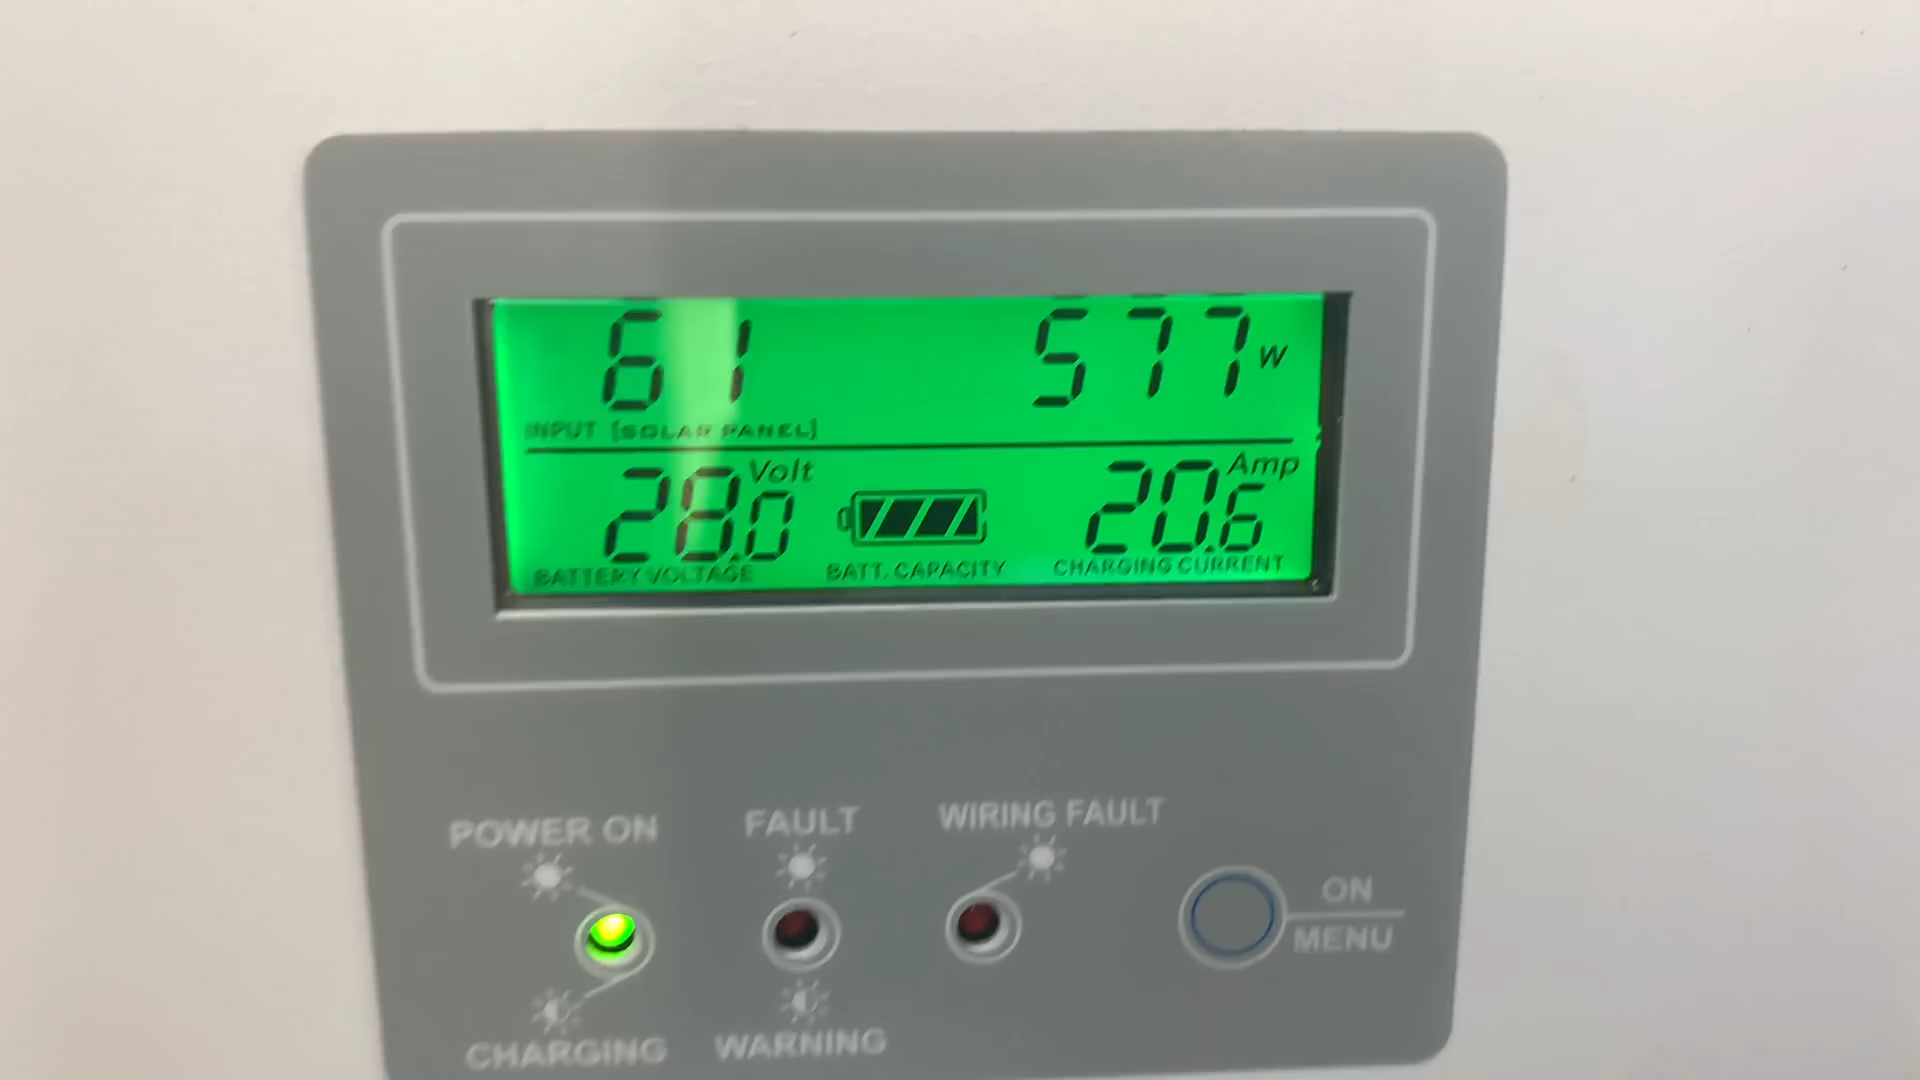 61 577 W
INPUT [SOLAR PANEL]
28.0 Volt 20.6 Amp
BATTERY VOLTAGE BATT. CAPACITY CHARGING CURRENT
POWER ON FAULT WIRING FAULT
ON
MENU
CHARGING WARNING